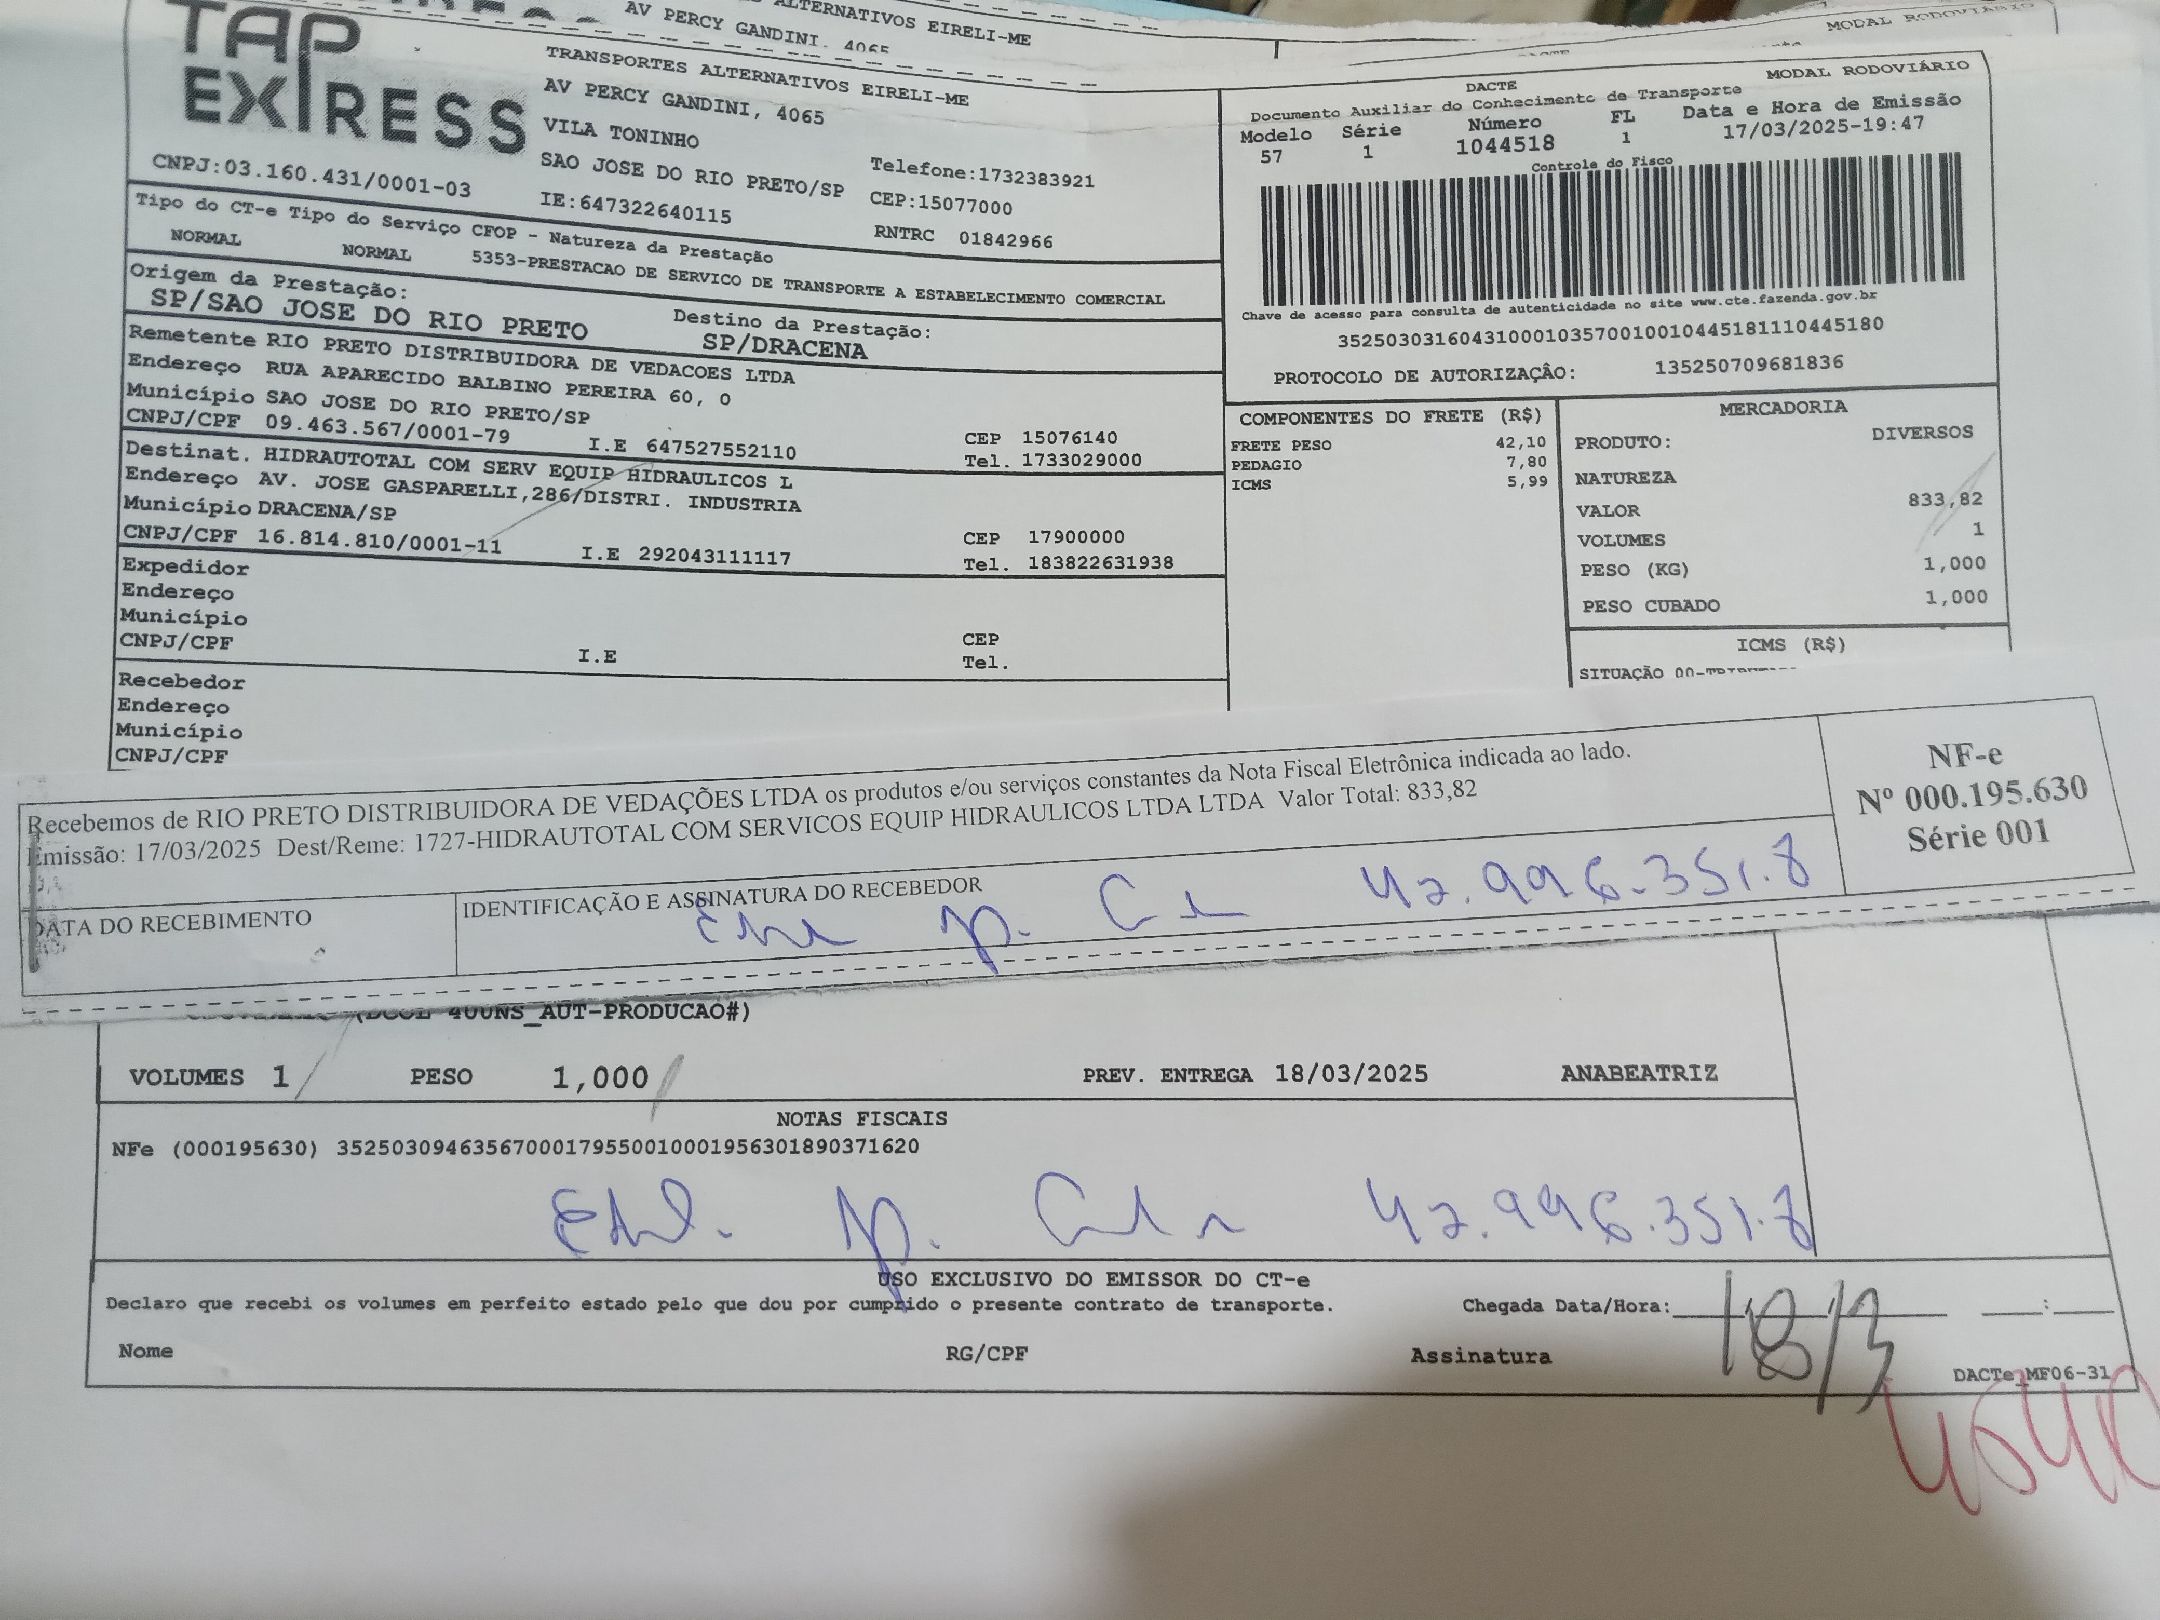 AV PERCY GANDINI, 4065
ALTERNATIVOS EIRELI-ME
MODAL RODOVIÁRIO
TAP EXPRESS
TRANSPORTES ALTERNATIVOS EIRELI-ME
AV PERCY GANDINI, 4065
VILA TONINHO
SAO JOSE DO RIO PRETO/SP
Telefone:1732383921
CNPJ:03.160.431/0001-03
IE:647322640115
CEP:15077000
RNTRC 01842966
DACTE
MODAL RODOVIÁRIO
Documento Auxiliar do Conhecimento de Transporte
Modelo Série Número FL Data e Hora de Emissão
57 1 1044518 1 17/03/2025-19:47
Controle do Fisco
Chave de acesso para consulta de autenticidade no site www.cte.fazenda.gov.br
35250303160431000103570010010445181110445180
PROTOCOLO DE AUTORIZAÇÂO: 135250709681836
Tipo do CT-e Tipo do Serviço CFOP - Natureza da Prestação
NORMAL NORMAL 5353-PRESTACAO DE SERVICO DE TRANSPORTE A ESTABELECIMENTO COMERCIAL
Origem da Prestação:
SP/SAO JOSE DO RIO PRETO
Destino da Prestação:
SP/DRACENA
Remetente RIO PRETO DISTRIBUIDORA DE VEDACOES LTDA
Endereço RUA APARECIDO BALBINO PEREIRA 60, 0
Município SAO JOSE DO RIO PRETO/SP
CEP 15076140
CNPJ/CPF 09.463.567/0001-79 I.E 647527552110 Tel. 1733029000
Destinat. HIDRAUTOTAL COM SERV EQUIP HIDRAULICOS L
Endereço AV. JOSE GASPARELLI,286/DISTRI. INDUSTRIA
Município DRACENA/SP
CEP 17900000
CNPJ/CPF 16.814.810/0001-11 I.E 292043111117 Tel. 183822631938
Expedidor
Endereço
Município
CEP
CNPJ/CPF I.E Tel.
Recebedor
Endereço
Município
CNPJ/CPF
COMPONENTES DO FRETE (R$)
FRETE PESO 42,10
PEDAGIO 7,80
ICMS 5,99
MERCADORIA
PRODUTO: DIVERSOS
NATUREZA
VALOR 833,82
VOLUMES 1
PESO (KG) 1,000
PESO CUBADO 1,000
ICMS (R$)
SITUAÇÃO
Recebemos de RIO PRETO DISTRIBUIDORA DE VEDAÇÕES LTDA os produtos e/ou serviços constantes da Nota Fiscal Eletrônica indicada ao lado.
Emissão: 17/03/2025 Dest/Reme: 1727-HIDRAUTOTAL COM SERVICOS EQUIP HIDRAULICOS LTDA LTDA Valor Total: 833,82
DATA DO RECEBIMENTO
IDENTIFICAÇÃO E ASSINATURA DO RECEBEDOR
42.996.351.8
NF-e
Nº 000.195.630
Série 001
400NS_AUT-PRODUCAO#)
VOLUMES 1 PESO 1,000 PREV. ENTREGA 18/03/2025 ANABEATRIZ
NOTAS FISCAIS
NFe (000195630) 35250309463567000179550010001956301890371620
42.996.351.8
USO EXCLUSIVO DO EMISSOR DO CT-e
Declaro que recebi os volumes em perfeito estado pelo que dou por cumprido o presente contrato de transporte.
Chegada Data/Hora: 18/3
Nome RG/CPF Assinatura
DACTe_MF06-31